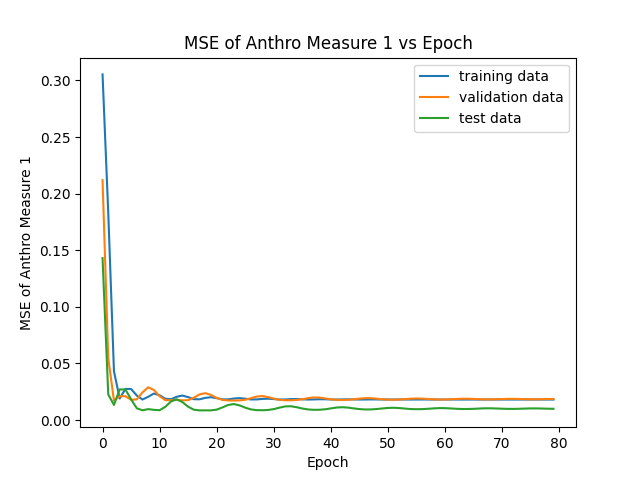 MSE of Anthro Measure 1 vs Epoch
training data
validation data
test data
MSE of Anthro Measure 1
0.30
0.25
0.20
0.15
0.10
0.05
0.00
0 10 20 30 40 50 60 70 80
Epoch